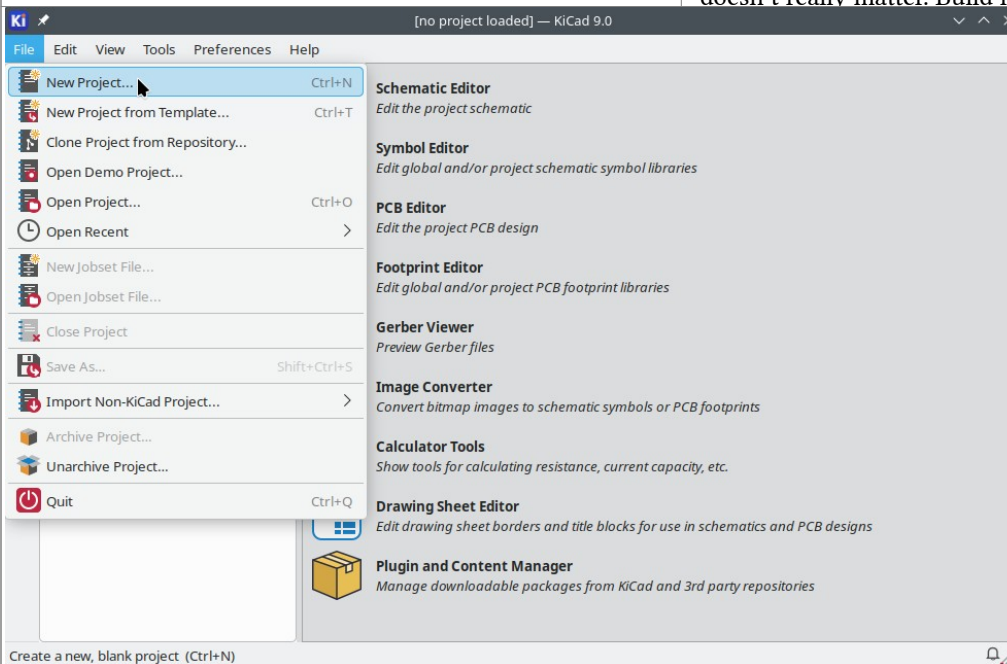 doesn't really matter. Build
Ki [no project loaded] — KiCad 9.0
File Edit View Tools Preferences Help
New Project... Ctrl+N
New Project from Template... Ctrl+T
Clone Project from Repository...
Open Demo Project...
Open Project... Ctrl+O
Open Recent
New Jobset File...
Open Jobset File...
Close Project
Save As... Shift+Ctrl+S
Import Non-KiCad Project...
Archive Project...
Unarchive Project...
Quit Ctrl+Q
Schematic Editor
Edit the project schematic
Symbol Editor
Edit global and/or project schematic symbol libraries
PCB Editor
Edit the project PCB design
Footprint Editor
Edit global and/or project PCB footprint libraries
Gerber Viewer
Preview Gerber files
Image Converter
Convert bitmap images to schematic symbols or PCB footprints
Calculator Tools
Show tools for calculating resistance, current capacity, etc.
Drawing Sheet Editor
Edit drawing sheet borders and title blocks for use in schematics and PCB designs
Plugin and Content Manager
Manage downloadable packages from KiCad and 3rd party repositories
Create a new, blank project (Ctrl+N)